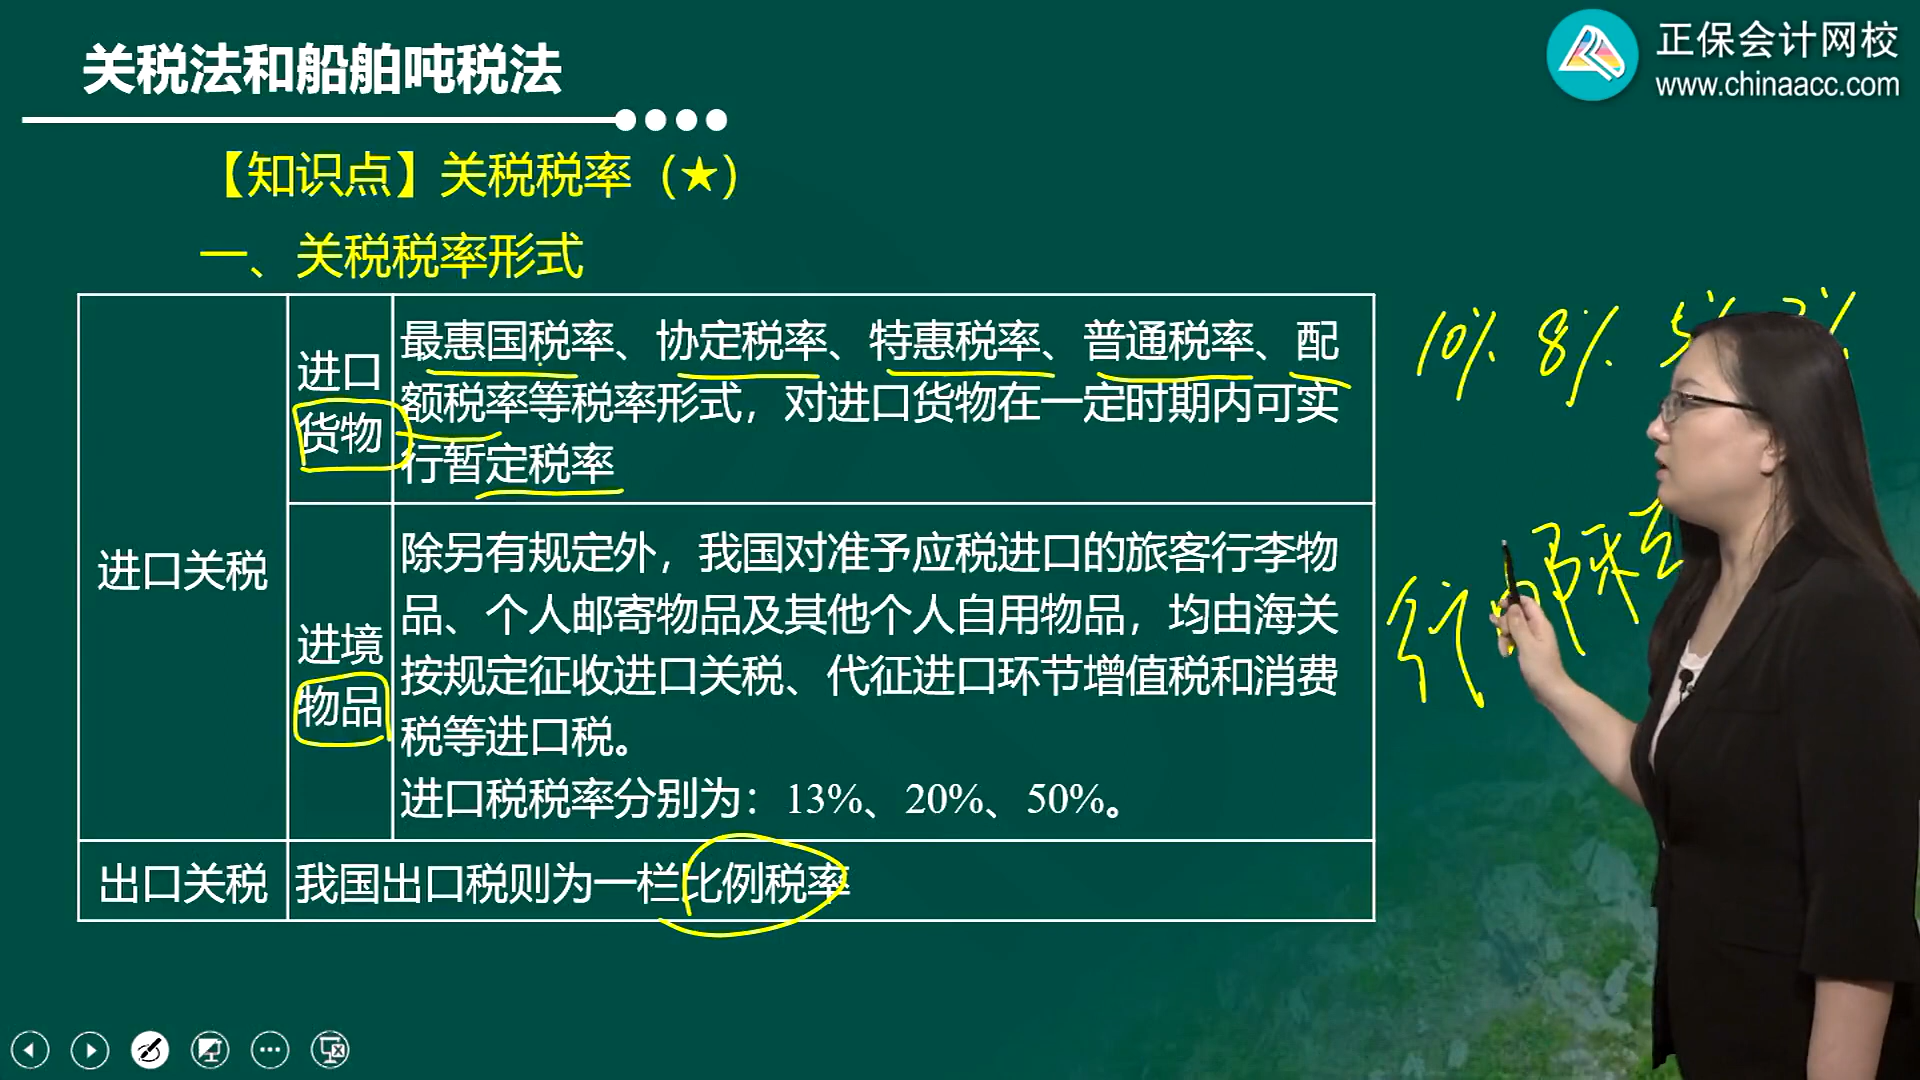 关税法和船舶吨税法
正保会计网校
www.chinaacc.com
【知识点】关税税率（★）
一、关税税率形式
进口关税
进口
货物
最惠国税率、协定税率、特惠税率、普通税率、配
额税率等税率形式，对进口货物在一定时期内可实
行暂定税率
进境
物品
除另有规定外，我国对准予应税进口的旅客行李物
品、个人邮寄物品及其他个人自用物品，均由海关
按规定征收进口关税、代征进口环节增值税和消费
税等进口税。
进口税税率分别为：13%、20%、50%。
出口关税
我国出口税则为一栏比例税率
10% 8% 5%
行邮税